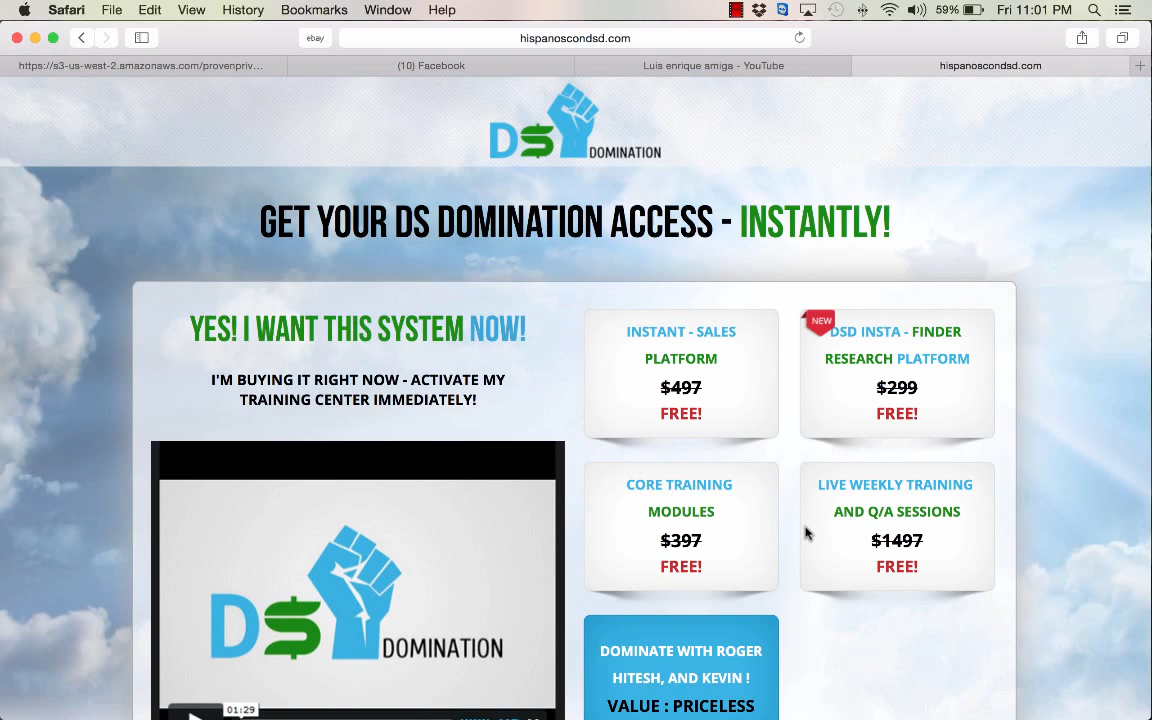 Safari File Edit View History Bookmarks Window Help 59% Fri 11:01 PM
ebay hispanoscondsd.com
https://s3-us-west-2.amazonaws.com/provenpriv... (10) Facebook Luis enrique amiga - YouTube hispanoscondsd.com
D$ DOMINATION
GET YOUR DS DOMINATION ACCESS - INSTANTLY!
YES! I WANT THIS SYSTEM NOW!
I'M BUYING IT RIGHT NOW - ACTIVATE MY
TRAINING CENTER IMMEDIATELY!
D$ DOMINATION
01:29
INSTANT - SALES
PLATFORM
$497
FREE!
NEW
DSD INSTA - FINDER
RESEARCH PLATFORM
$299
FREE!
CORE TRAINING
MODULES
$397
FREE!
LIVE WEEKLY TRAINING
AND Q/A SESSIONS
$1497
FREE!
DOMINATE WITH ROGER
HITESH, AND KEVIN !
VALUE : PRICELESS